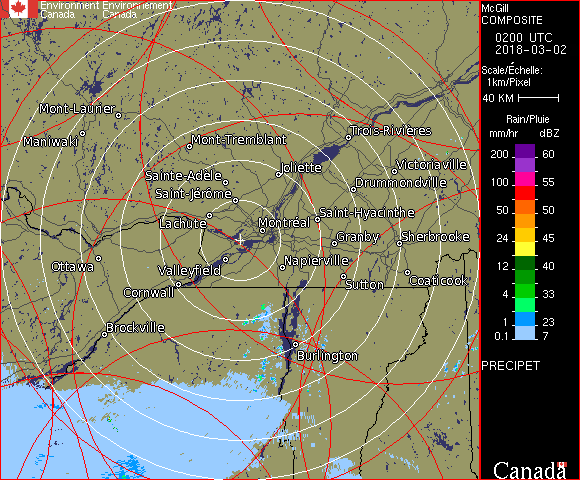 Environment Environnement
Canada Canada
McGill
COMPOSITE
0200 UTC
2018-03-02
Scale/Échelle:
1km/Pixel
40 KM
Rain/Pluie
mm/hr dBZ
200 60
150 57
100 55
50 50
24 45
12 40
4 33
1 23
0.1 7
PRECIPET
Canada
Mont-Laurier
Maniwaki
Mont-Tremblant
Trois-Rivières
Sainte-Adèle
Joliette
Victoriaville
Saint-Jérôme
Drummondville
Lachute
Montréal
Saint-Hyacinthe
Granby
Sherbrooke
Ottawa
Valleyfield
Napierville
Cornwall
Sutton
Coaticook
Brockville
Burlington